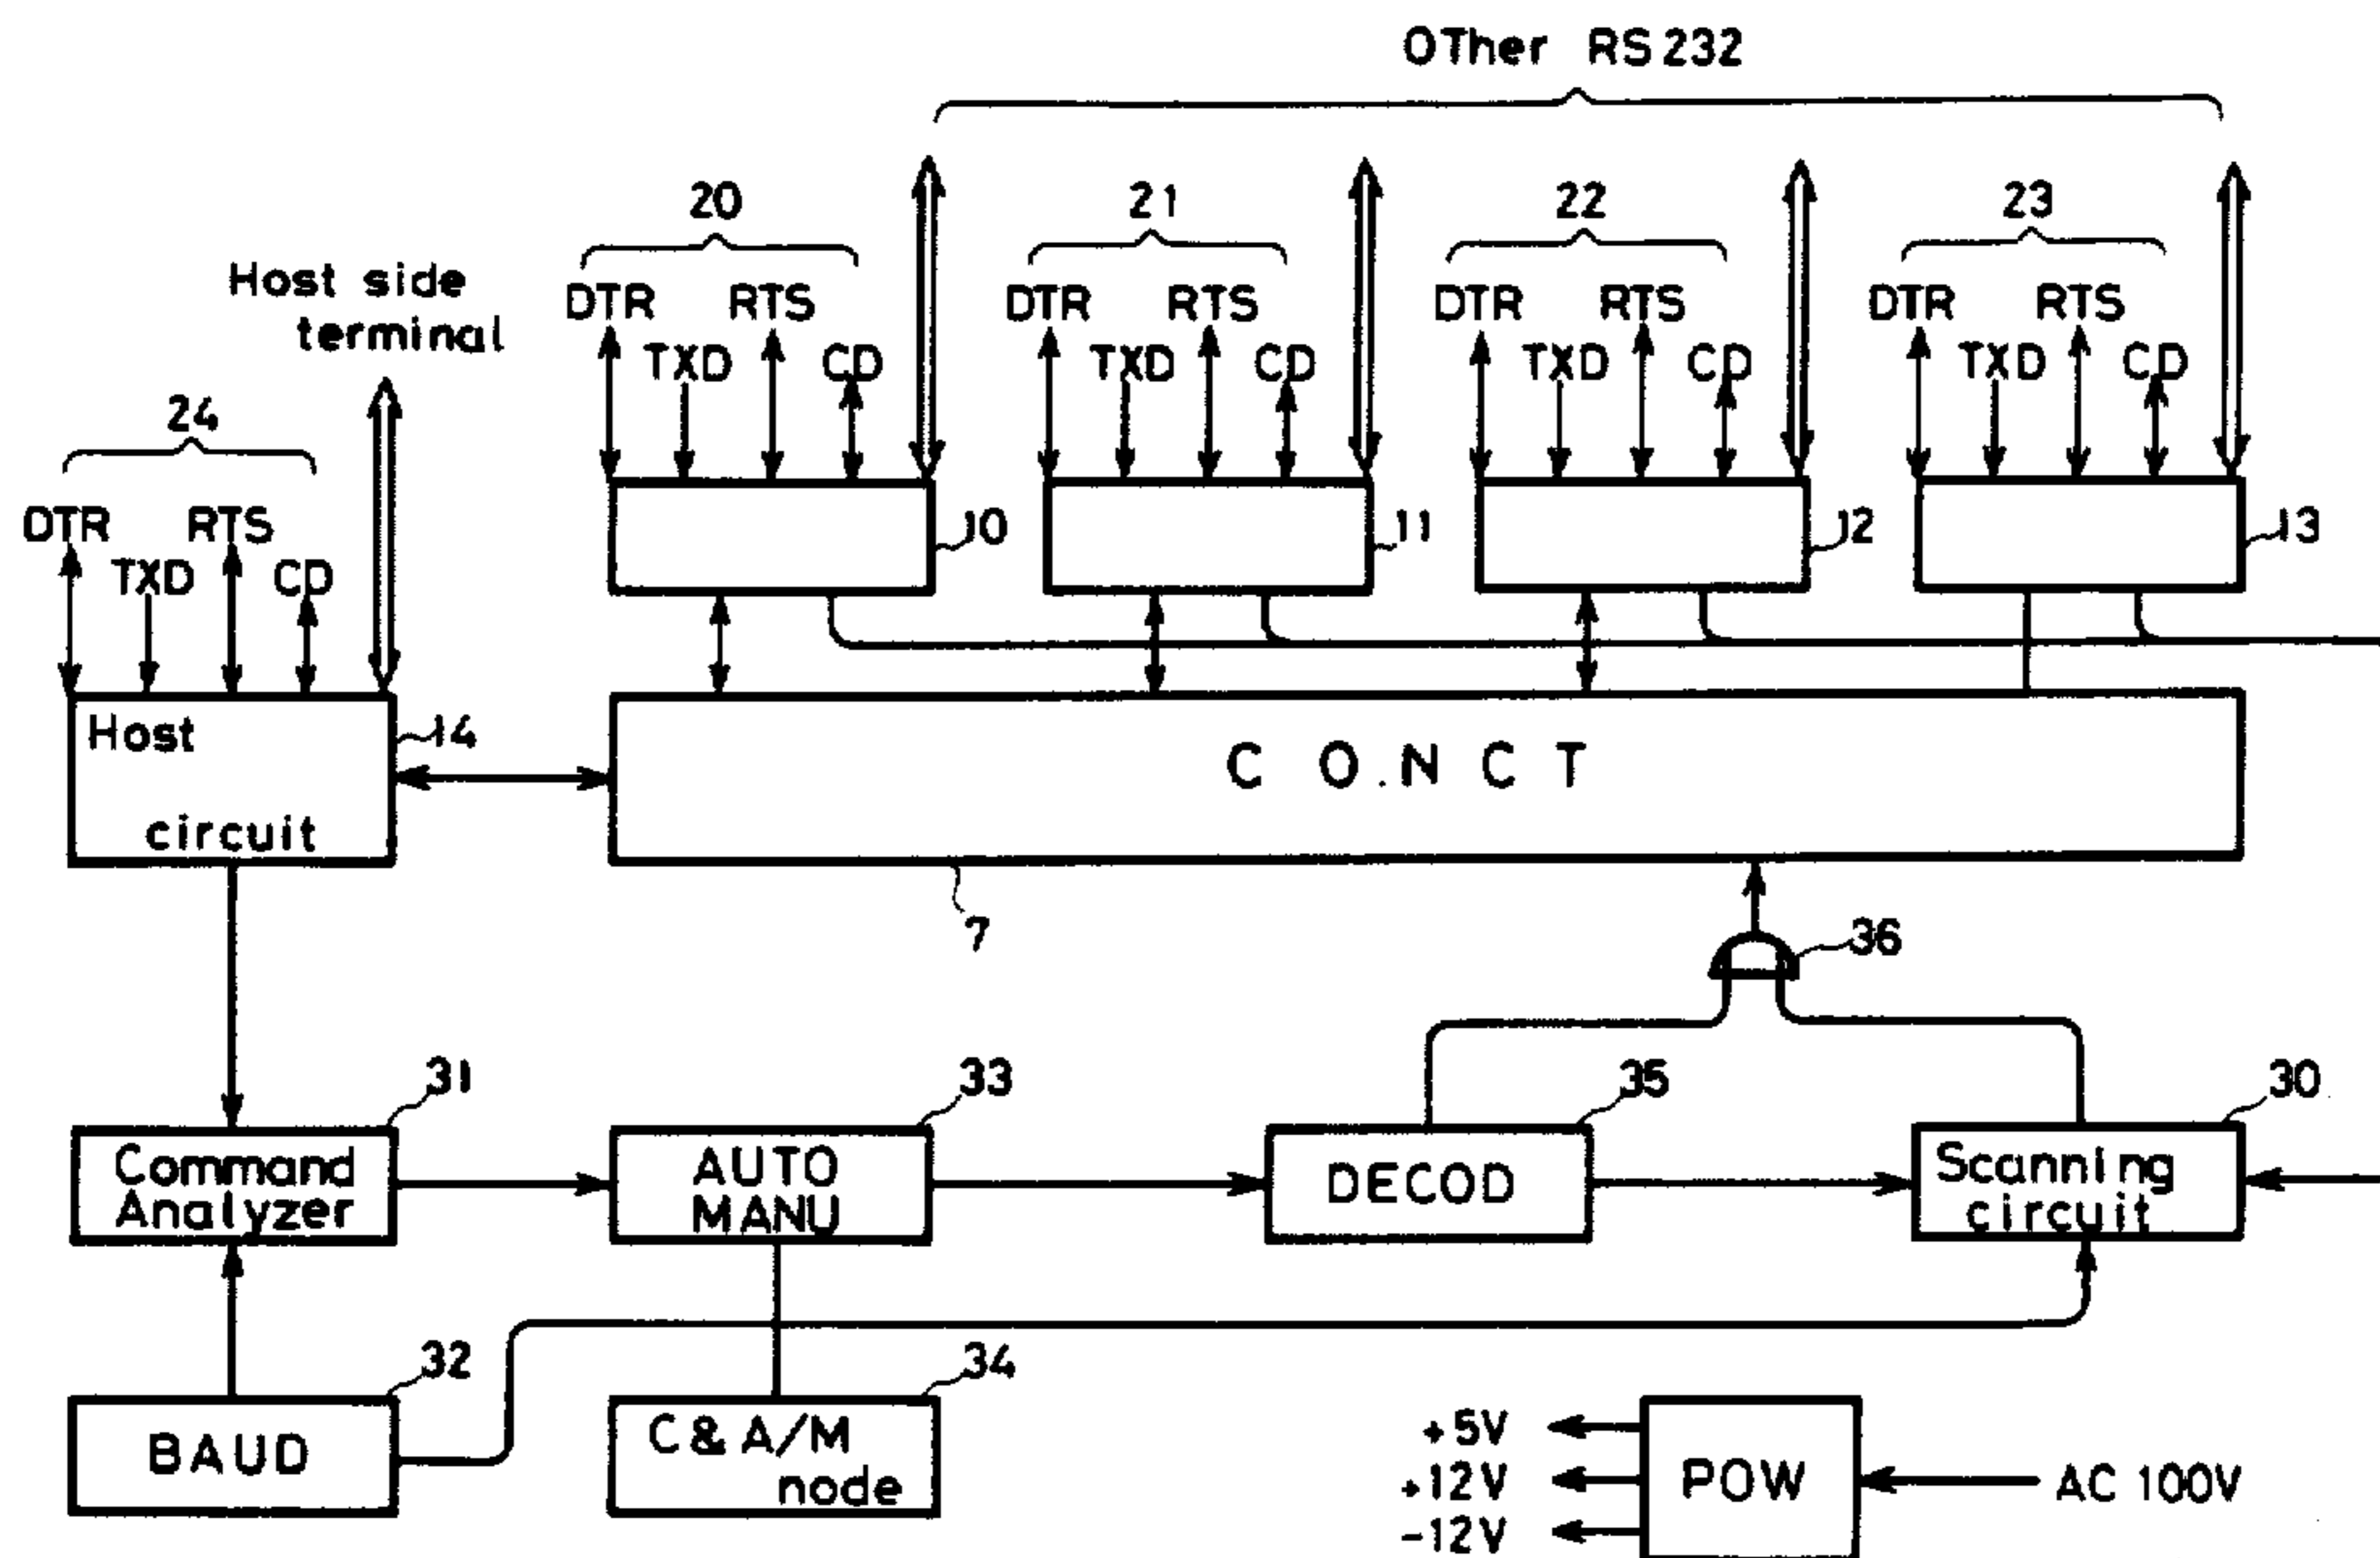 OTher RS232
20
21
22
23
Host side
terminal
DTR RTS
TXD CD
DTR RTS
TXD CD
DTR RTS
TXD CD
DTR RTS
TXD CD
24
DTR RTS
TXD CD
10
11
12
13
Host
circuit
14
C O.N C T
7
36
31
33
35
30
Command
Analyzer
AUTO
MANU
DECOD
Scanning
circuit
32
34
BAUD
C & A/M
node
+5V
+12V
-12V
POW
AC 100V